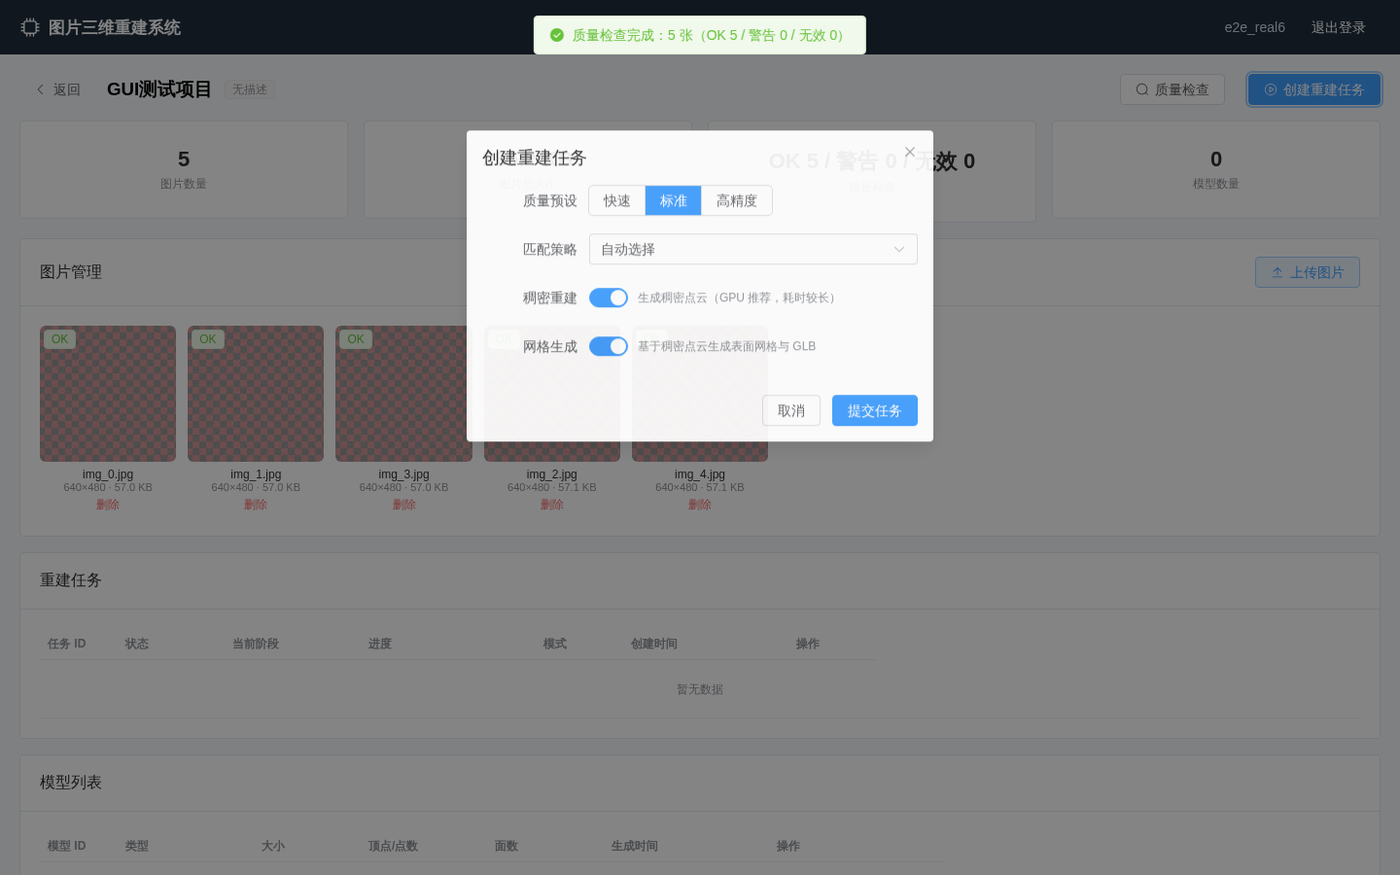 图片三维重建系统
质量检查完成：5 张（OK 5 / 警告 0 / 无效 0）
e2e_real6
退出登录
返回
GUI测试项目
无描述
质量检查
创建重建任务
5
图片数量
OK 5 / 警告 0 / 无效 0
0
模型数量
创建重建任务
质量预设
快速
标准
高精度
匹配策略
自动选择
稠密重建
生成稠密点云（GPU 推荐，耗时较长）
网格生成
基于稠密点云生成表面网格与 GLB
取消
提交任务
图片管理
上传图片
OK
OK
OK
img_0.jpg
640×480 · 57.0 KB
删除
img_1.jpg
640×480 · 57.0 KB
删除
img_3.jpg
640×480 · 57.0 KB
删除
img_2.jpg
640×480 · 57.1 KB
删除
img_4.jpg
640×480 · 57.1 KB
删除
重建任务
任务 ID
状态
当前阶段
进度
模式
创建时间
操作
暂无数据
模型列表
模型 ID
类型
大小
顶点/点数
面数
生成时间
操作